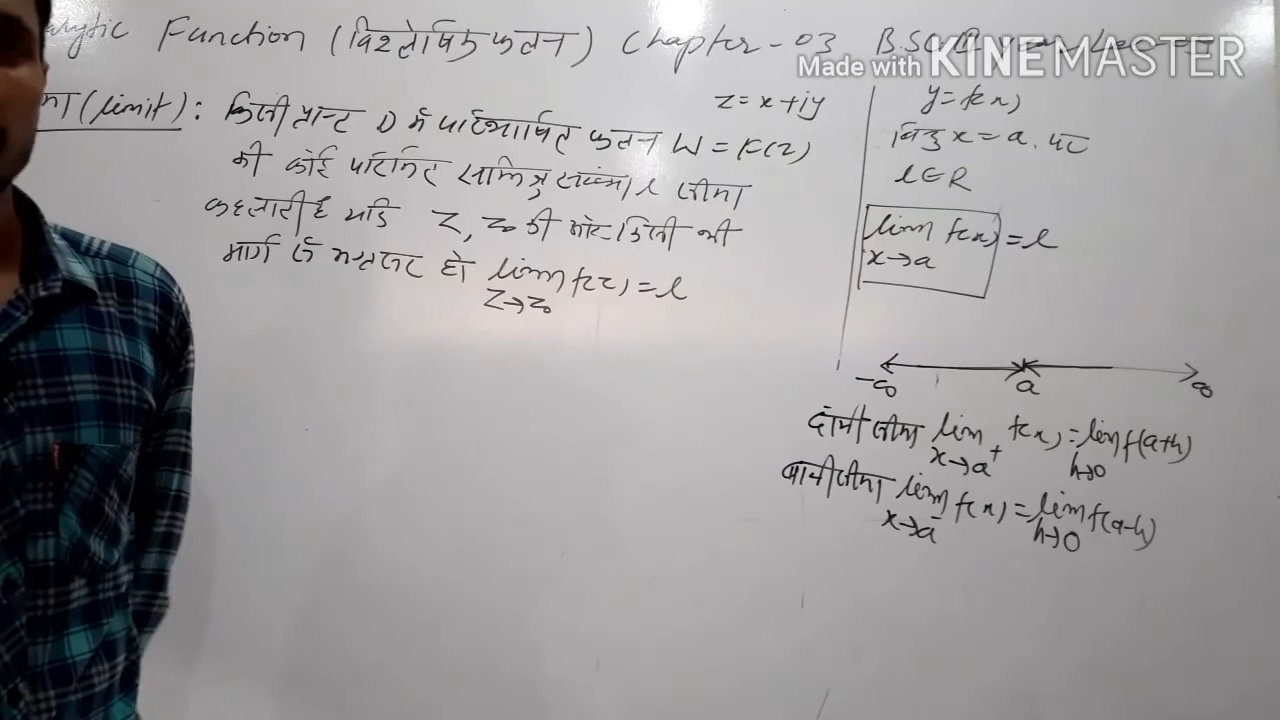 Function (विश्लेषिक फलन) Chapter-03 B.SC
Made with KINEMASTER
(limit): किसी प्रान्त D में परिभाषित फलन W = f(z)
की कोई परिमित सम्मिश्र संख्या l सीमा
कहलाती है यदि z, z₀ की ओर किसी भी
मार्ग से अग्रसर हो lim f(z) = l
z→z₀
z = x+iy
y = f(x)
बिन्दु x = a पर
l∈R
lim f(x) = l
x→a
-∞ a ∞
दांयी सीमा lim f(x) = lim f(a+h)
x→a⁺ h→0
बांयी सीमा lim f(x) = lim f(a-h)
x→a⁻ h→0